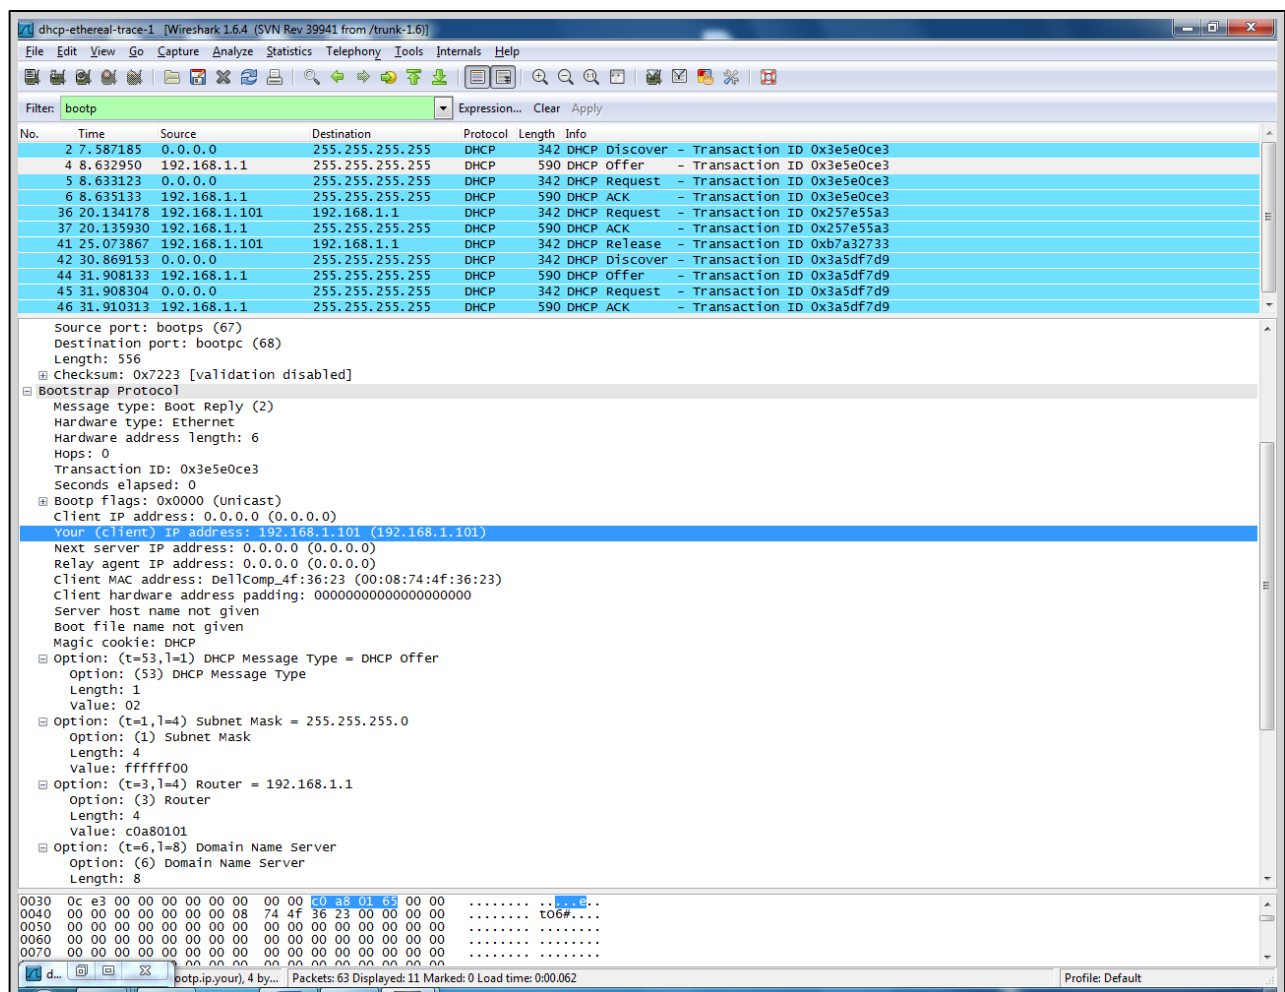 dhcp-ethereal-trace-1 [Wireshark 1.6.4 (SVN Rev 39941 from /trunk-1.6)]
File Edit View Go Capture Analyze Statistics Telephony Tools Internals Help
Filter: bootp Expression... Clear Apply
No. Time Source Destination Protocol Length Info
2 7.587185 0.0.0.0 255.255.255.255 DHCP 342 DHCP Discover - Transaction ID 0x3e5e0ce3
4 8.632950 192.168.1.1 255.255.255.255 DHCP 590 DHCP Offer - Transaction ID 0x3e5e0ce3
5 8.633123 0.0.0.0 255.255.255.255 DHCP 342 DHCP Request - Transaction ID 0x3e5e0ce3
6 8.635133 192.168.1.1 255.255.255.255 DHCP 590 DHCP ACK - Transaction ID 0x3e5e0ce3
36 20.134178 192.168.1.101 192.168.1.1 DHCP 342 DHCP Request - Transaction ID 0x257e55a3
37 20.135930 192.168.1.1 255.255.255.255 DHCP 590 DHCP ACK - Transaction ID 0x257e55a3
41 25.073867 192.168.1.101 192.168.1.1 DHCP 342 DHCP Release - Transaction ID 0xb7a32733
42 30.869153 0.0.0.0 255.255.255.255 DHCP 342 DHCP Discover - Transaction ID 0x3a5df7d9
44 31.908133 192.168.1.1 255.255.255.255 DHCP 590 DHCP Offer - Transaction ID 0x3a5df7d9
45 31.908304 0.0.0.0 255.255.255.255 DHCP 342 DHCP Request - Transaction ID 0x3a5df7d9
46 31.910313 192.168.1.1 255.255.255.255 DHCP 590 DHCP ACK - Transaction ID 0x3a5df7d9
Source port: bootps (67)
Destination port: bootpc (68)
Length: 556
Checksum: 0x7223 [validation disabled]
Bootstrap Protocol
Message type: Boot Reply (2)
Hardware type: Ethernet
Hardware address length: 6
Hops: 0
Transaction ID: 0x3e5e0ce3
Seconds elapsed: 0
Bootp flags: 0x0000 (Unicast)
Client IP address: 0.0.0.0 (0.0.0.0)
Your (client) IP address: 192.168.1.101 (192.168.1.101)
Next server IP address: 0.0.0.0 (0.0.0.0)
Relay agent IP address: 0.0.0.0 (0.0.0.0)
Client MAC address: DellComp_4f:36:23 (00:08:74:4f:36:23)
Client hardware address padding: 00000000000000000000
Server host name not given
Boot file name not given
Magic cookie: DHCP
Option: (t=53,l=1) DHCP Message Type = DHCP Offer
Option: (53) DHCP Message Type
Length: 1
Value: 02
Option: (t=1,l=4) Subnet Mask = 255.255.255.0
Option: (1) Subnet Mask
Length: 4
Value: ffffff00
Option: (t=3,l=4) Router = 192.168.1.1
Option: (3) Router
Length: 4
Value: c0a80101
Option: (t=6,l=8) Domain Name Server
Option: (6) Domain Name Server
Length: 8
0030 0c e3 00 00 00 00 00 00 00 00 c0 a8 01 65 00 00 ........ .....e..
0040 00 00 00 00 00 00 00 08 74 4f 36 23 00 00 00 00 ........ tO6#....
0050 00 00 00 00 00 00 00 00 00 00 00 00 00 00 00 00 ........ ........
0060 00 00 00 00 00 00 00 00 00 00 00 00 00 00 00 00 ........ ........
0070 00 00 00 00 00 00 00 00 00 00 00 00 00 00 00 00 ........ ........
d... ootp.ip.your), 4 by... Packets: 63 Displayed: 11 Marked: 0 Load time: 0:00.062 Profile: Default